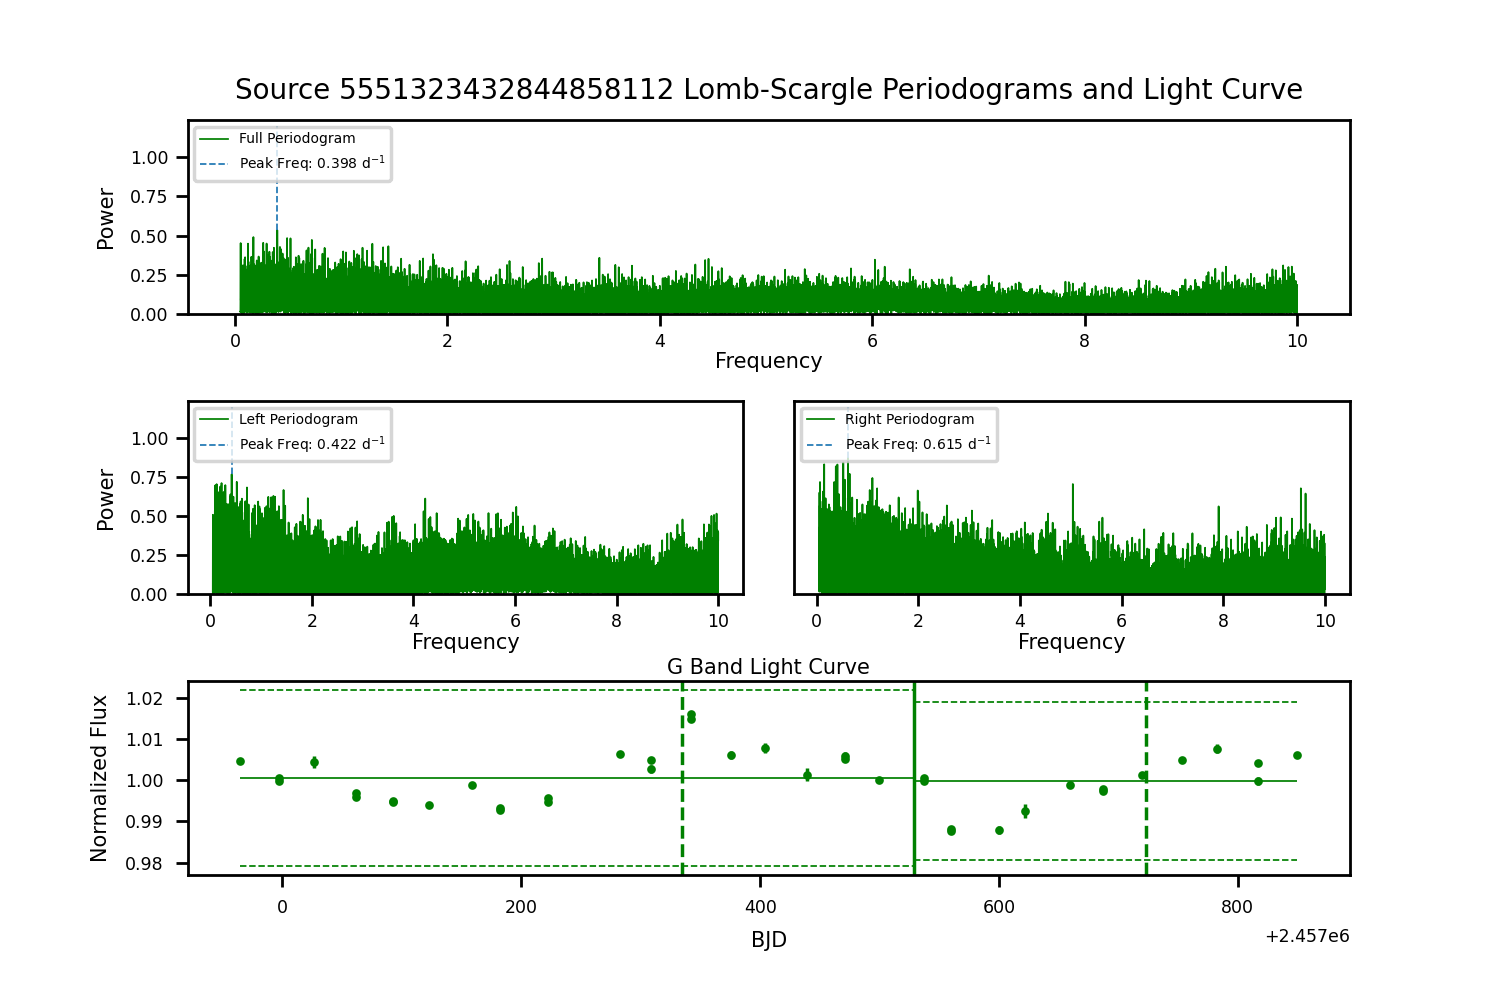 Source 5551323432844858112 Lomb-Scargle Periodograms and Light Curve
Full Periodogram
Peak Freq: 0.398 d⁻¹
Power
1.00
0.75
0.50
0.25
0.00
0 2 4 6 8 10
Frequency
Left Periodogram
Peak Freq: 0.422 d⁻¹
Power
1.00
0.75
0.50
0.25
0.00
0 2 4 6 8 10
Frequency
Right Periodogram
Peak Freq: 0.615 d⁻¹
0 2 4 6 8 10
Frequency
G Band Light Curve
Normalized Flux
1.02
1.01
1.00
0.99
0.98
0 200 400 600 800
BJD
+2.457e6